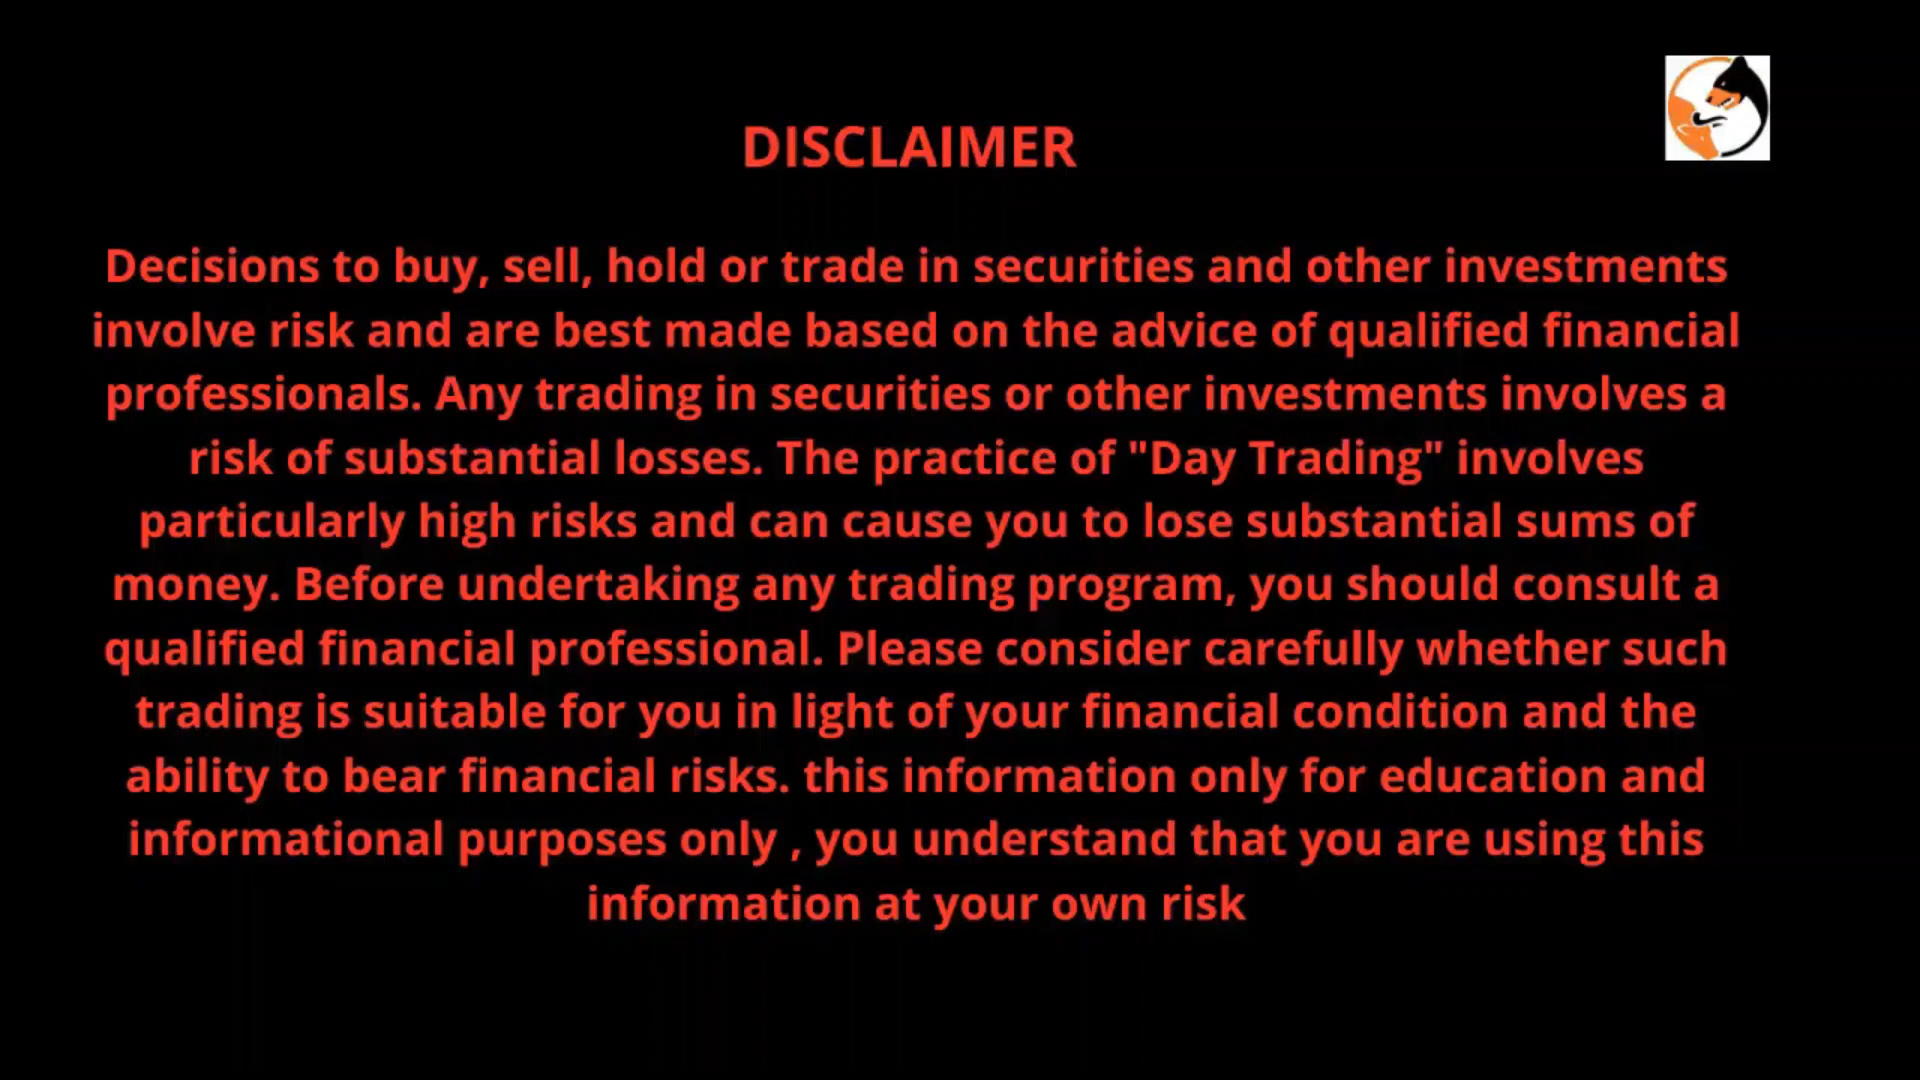 DISCLAIMER
Decisions to buy, sell, hold or trade in securities and other investments
involve risk and are best made based on the advice of qualified financial
professionals. Any trading in securities or other investments involves a
risk of substantial losses. The practice of "Day Trading" involves
particularly high risks and can cause you to lose substantial sums of
money. Before undertaking any trading program, you should consult a
qualified financial professional. Please consider carefully whether such
trading is suitable for you in light of your financial condition and the
ability to bear financial risks. this information only for education and
informational purposes only , you understand that you are using this
information at your own risk